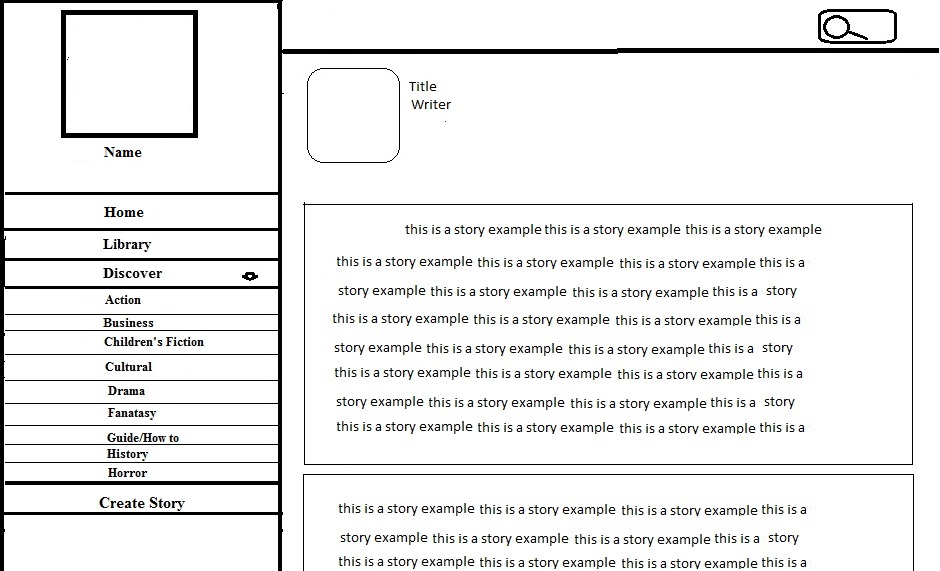 Name
Home
Library
Discover
Action
Business
Children's Fiction
Cultural
Drama
Fanatasy
Guide/How to
History
Horror
Create Story
Title
Writer
this is a story example this is a story example this is a story example
this is a story example this is a story example this is a story example this is a
story example this is a story example this is a story example this is a story
this is a story example this is a story example this is a story example this is a
story example this is a story example this is a story example this is a story
this is a story example this is a story example this is a story example this is a
story example this is a story example this is a story example this is a story
this is a story example this is a story example this is a story example this is a
this is a story example this is a story example this is a story example this is a
story example this is a story example this is a story example this is a story
this is a story example this is a story example this is a story example this is a